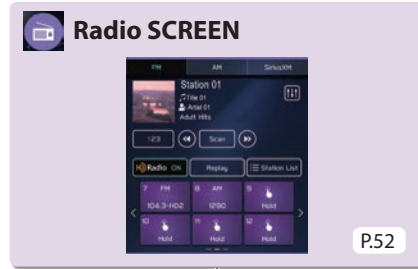 Radio SCREEN
FM AM SiriusXM
Station 01
Title 01
Artist 01
Adult Hits
123 Scan
HD Radio ON Replay Station List
7 FM 8 AM 9
104.3-HD2 1290 Hold
10 11 12
Hold Hold Hold
P.52